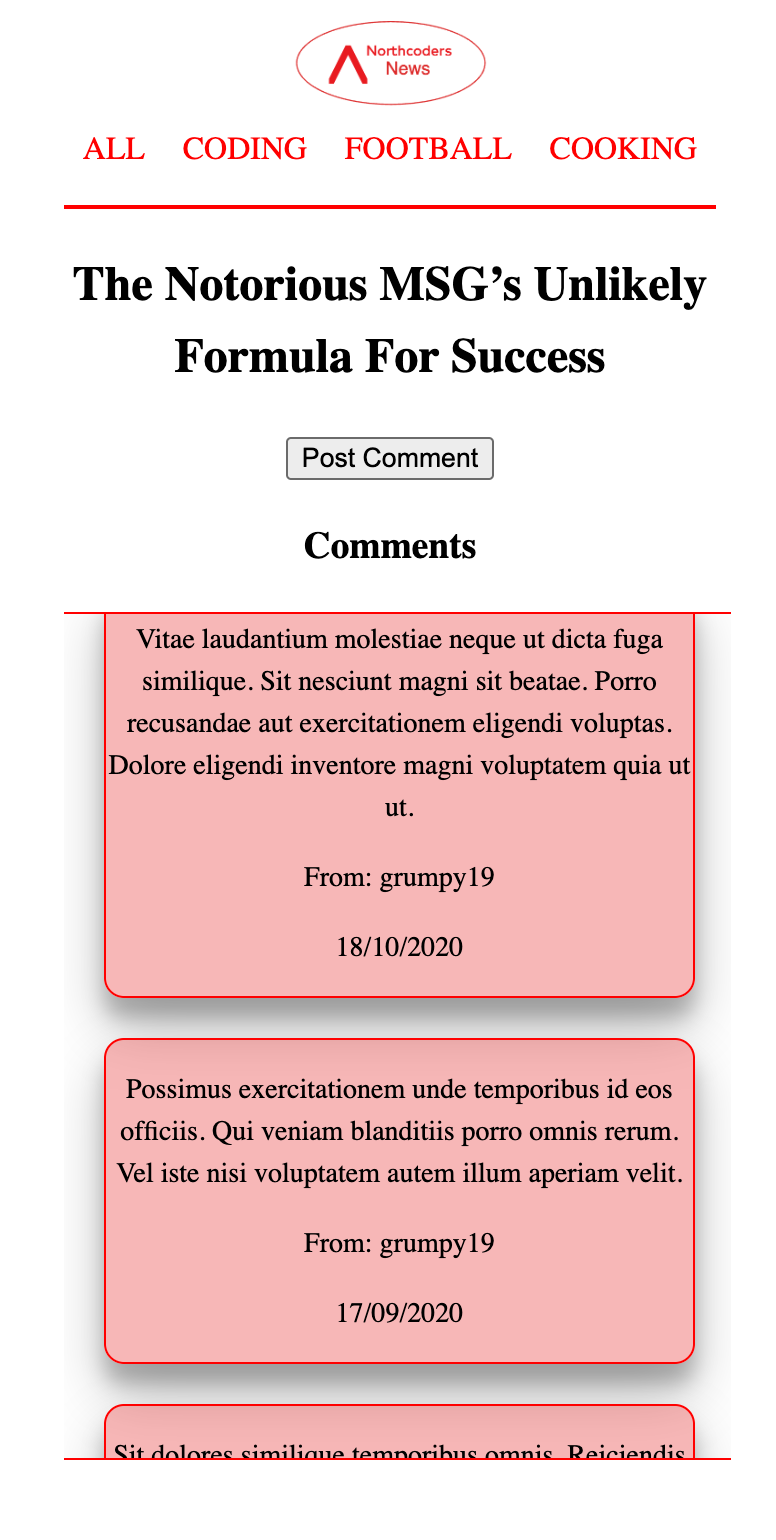 Northcoders
News
ALL CODING FOOTBALL COOKING
The Notorious MSG’s Unlikely
Formula For Success
Post Comment
Comments
Vitae laudantium molestiae neque ut dicta fuga
similique. Sit nesciunt magni sit beatae. Porro
recusandae aut exercitationem eligendi voluptas.
Dolore eligendi inventore magni voluptatem quia ut
ut.
From: grumpy19
18/10/2020
Possimus exercitationem unde temporibus id eos
officiis. Qui veniam blanditiis porro omnis rerum.
Vel iste nisi voluptatem autem illum aperiam velit.
From: grumpy19
17/09/2020
Sit dolores similique temporibus omnis. Reiciendis